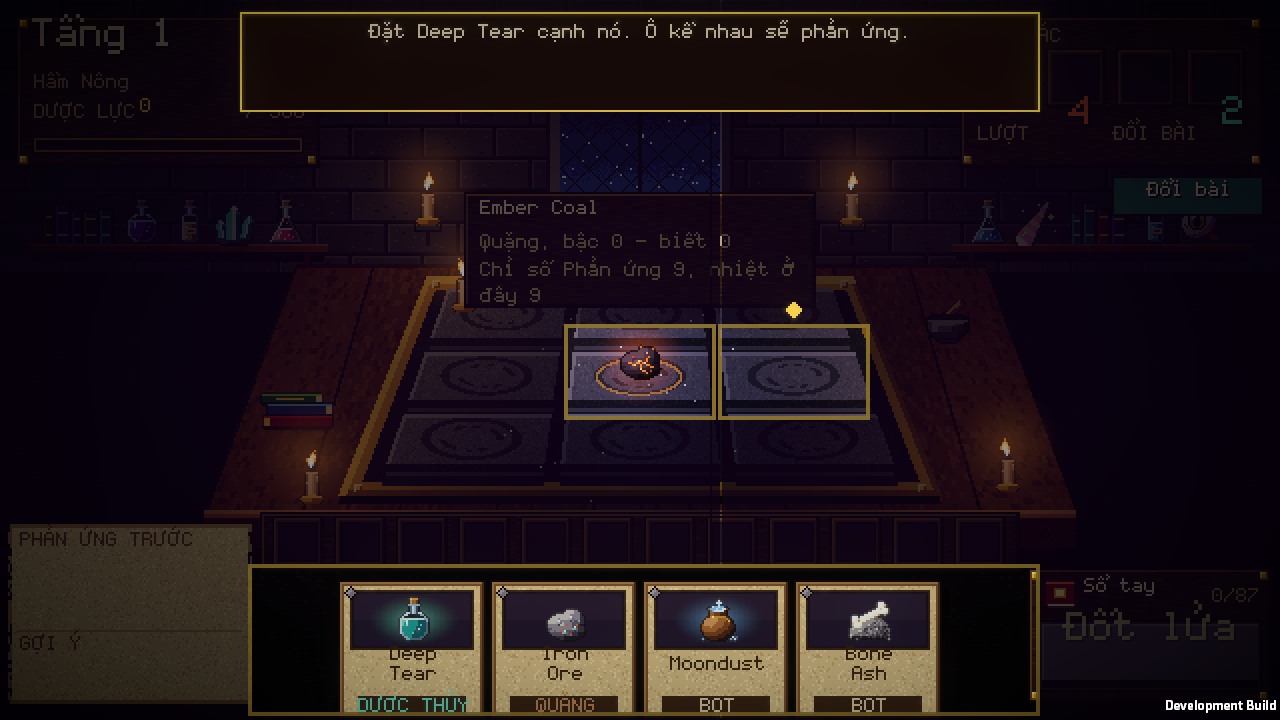 Đặt Deep Tear cạnh nó. Ô kề nhau sẽ phản ứng.
Tầng 1
Hầm Nông
DƯỢC LỰC 0
4
2
LƯỢT
ĐỔI BÀI
Đổi bài
Ember Coal
Quặng, bậc 0 - biết 0
Chỉ số Phản ứng 9, nhiệt ở
đây 9
PHẢN ỨNG TRƯỚC
GỢI Ý
Deep
Tear
DƯỢC THỦY
Iron
Ore
QUẶNG
Moondust
BỘT
Bone
Ash
BỘT
Sổ tay
0/87
Đốt lửa
Development Build